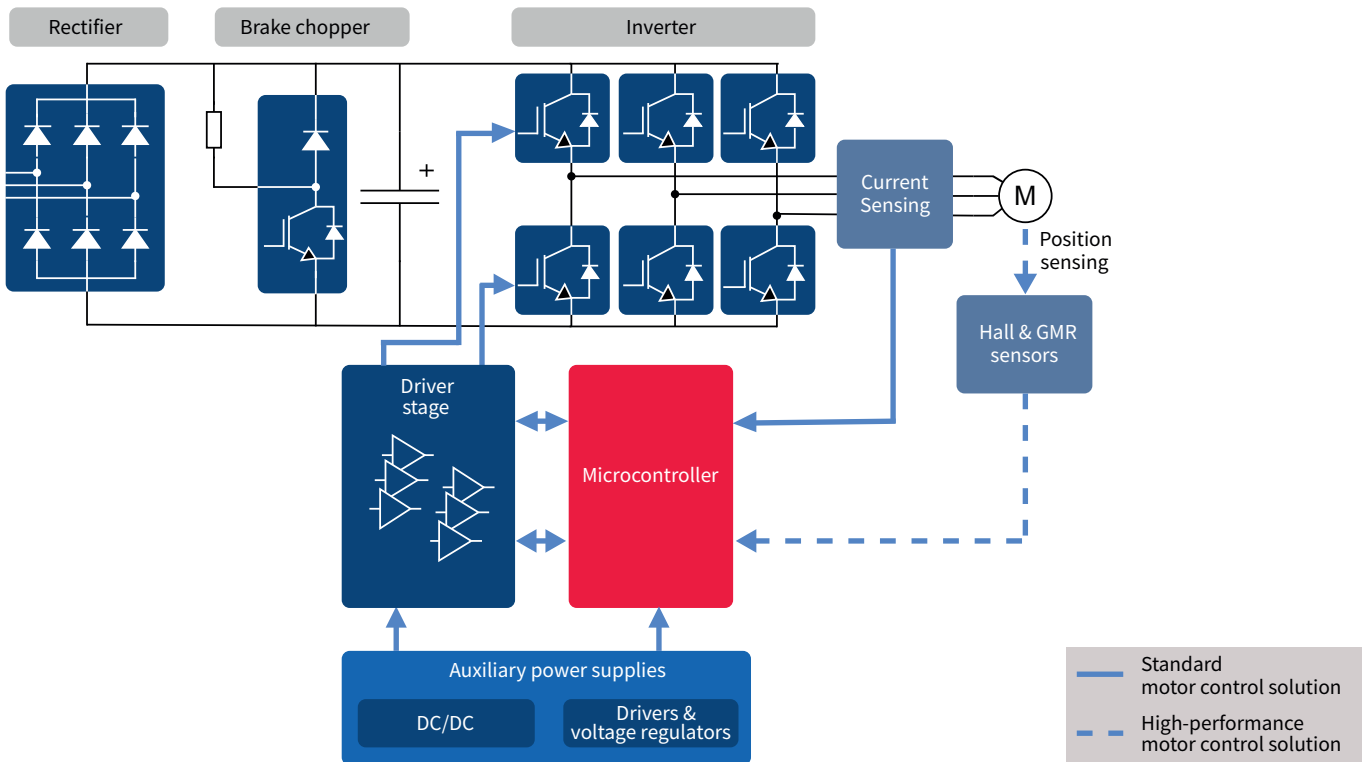 Rectifier
Brake chopper
Inverter
+
Current
Sensing
M
Position
sensing
Hall & GMR
sensors
Driver
stage
Microcontroller
Auxiliary power supplies
DC/DC
Drivers &
voltage regulators
Standard
motor control solution
High-performance
motor control solution